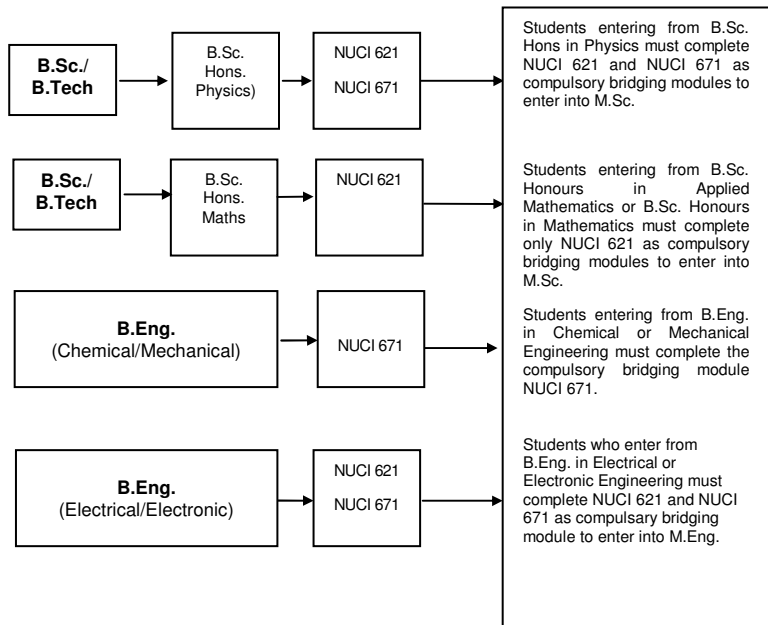 B.Sc./
B.Tech
B.Sc.
Hons.
Physics)
NUCI 621
NUCI 671
Students entering from B.Sc.
Hons in Physics must complete
NUCI 621 and NUCI 671 as
compulsory bridging modules to
enter into M.Sc.
B.Sc./
B.Tech
B.Sc.
Hons.
Maths
NUCI 621
Students entering from B.Sc.
Honours in Applied
Mathematics or B.Sc. Honours
in Mathematics must complete
only NUCI 621 as compulsory
bridging modules to enter into
M.Sc.
B.Eng.
(Chemical/Mechanical)
NUCI 671
Students entering from B.Eng.
in Chemical or Mechanical
Engineering must complete the
compulsory bridging module
NUCI 671.
B.Eng.
(Electrical/Electronic)
NUCI 621
NUCI 671
Students who enter from
B.Eng. in Electrical or
Electronic Engineering must
complete NUCI 621 and NUCI
671 as compulsary bridging
module to enter into M.Eng.